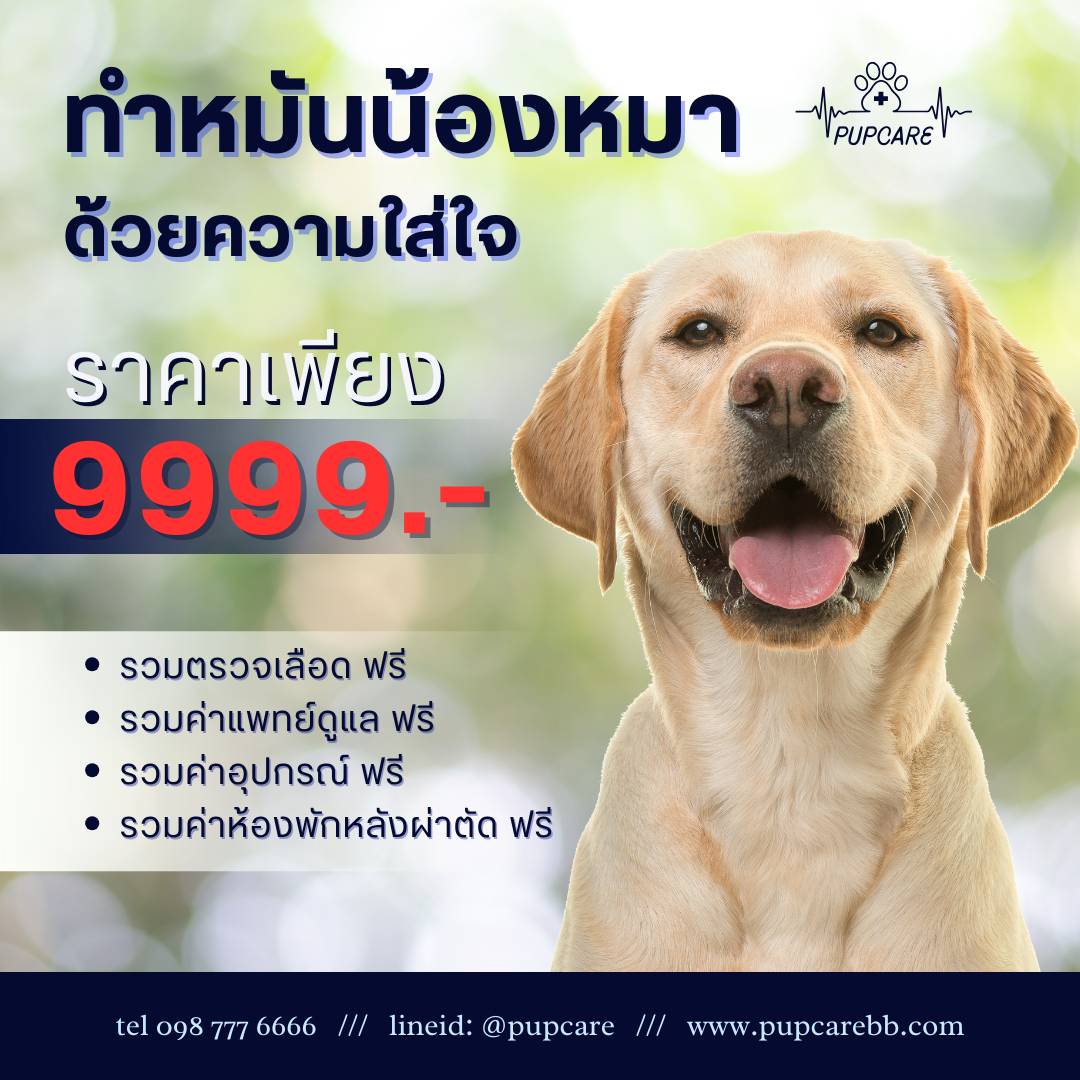 ทำหมันน้องหมา
PUPCARE
ด้วยความใส่ใจ
ราคาเพียง
9999.-
• รวมตรวจเลือด ฟรี
• รวมค่าแพทย์ดูแล ฟรี
• รวมค่าอุปกรณ์ ฟรี
• รวมค่าห้องพักหลังผ่าตัด ฟรี
tel 098 777 6666 /// lineid: @pupcare /// www.pupcarebb.com